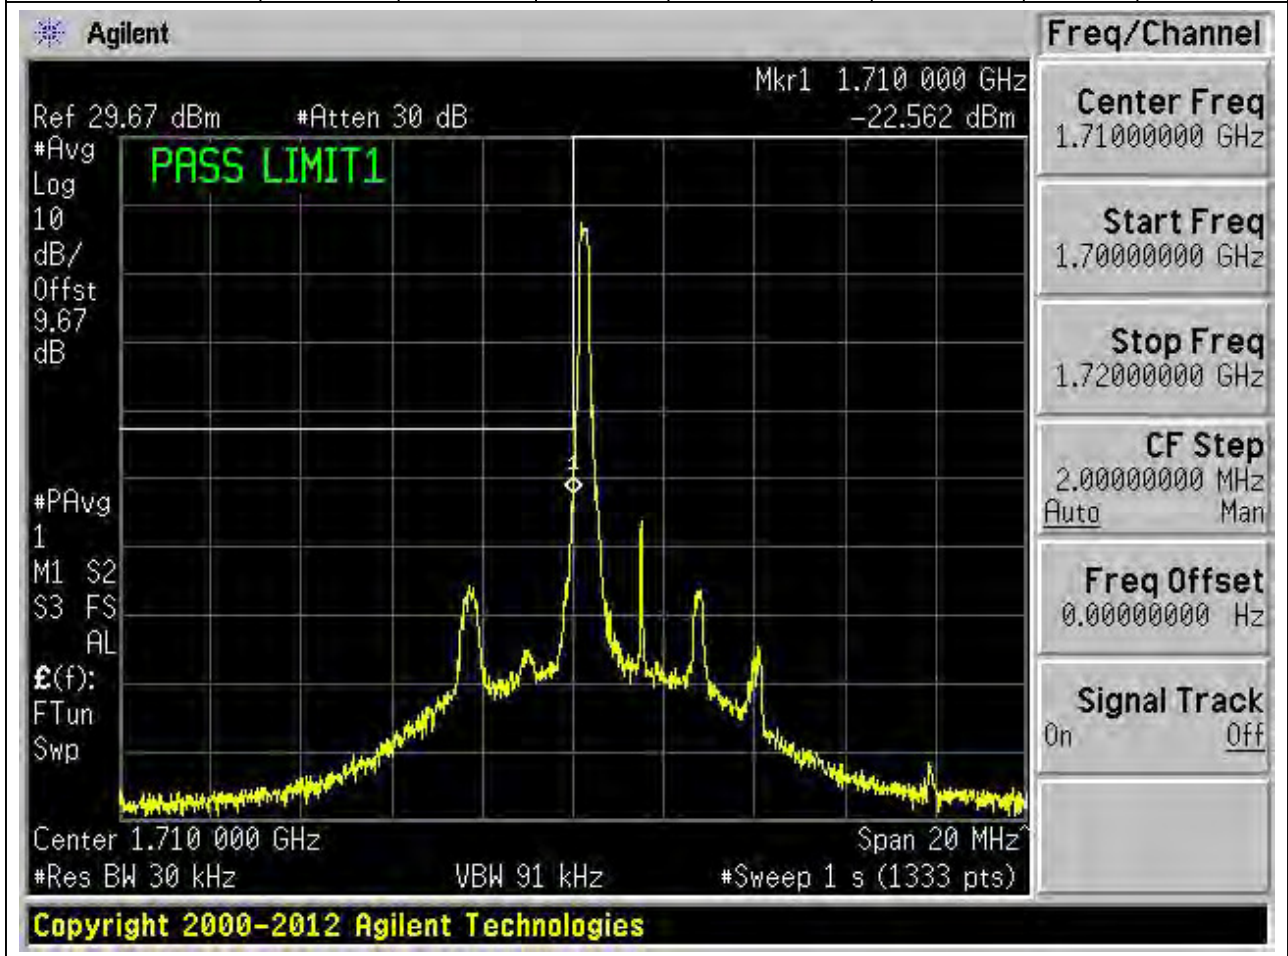 Agilent
Freq/Channel
Mkr1 1.710 000 GHz
Ref 29.67 dBm #Atten 30 dB -22.562 dBm
#Avg
Log
10
dB/
Offst
9.67
dB
PASS LIMIT1
1
#PAvg
1
M1 S2
S3 FS
AL
£(f):
FTun
Swp
Center 1.710 000 GHz Span 20 MHz^
#Res BW 30 kHz VBW 91 kHz #Sweep 1 s (1333 pts)
Center Freq
1.71000000 GHz
Start Freq
1.70000000 GHz
Stop Freq
1.72000000 GHz
CF Step
2.00000000 MHz
Auto Man
Freq Offset
0.00000000 Hz
Signal Track
On Off
Copyright 2000-2012 Agilent Technologies